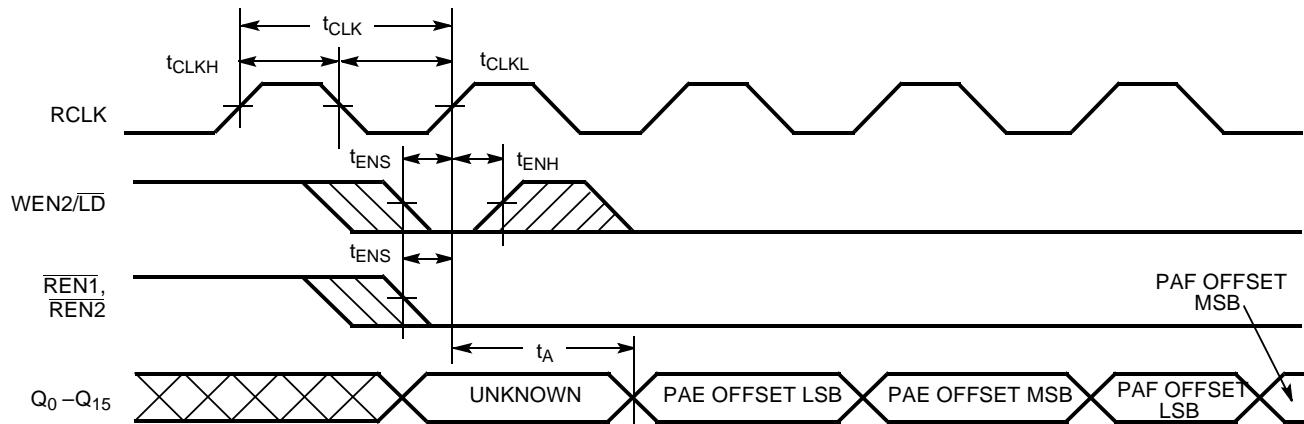 tCLK
tCLKH
tCLKL
RCLK
tENS
tENH
WEN2/LD
tENS
REN1,
REN2
PAF OFFSET
MSB
tA
Q0 –Q15
UNKNOWN
PAE OFFSET LSB
PAE OFFSET MSB
PAF OFFSET
LSB